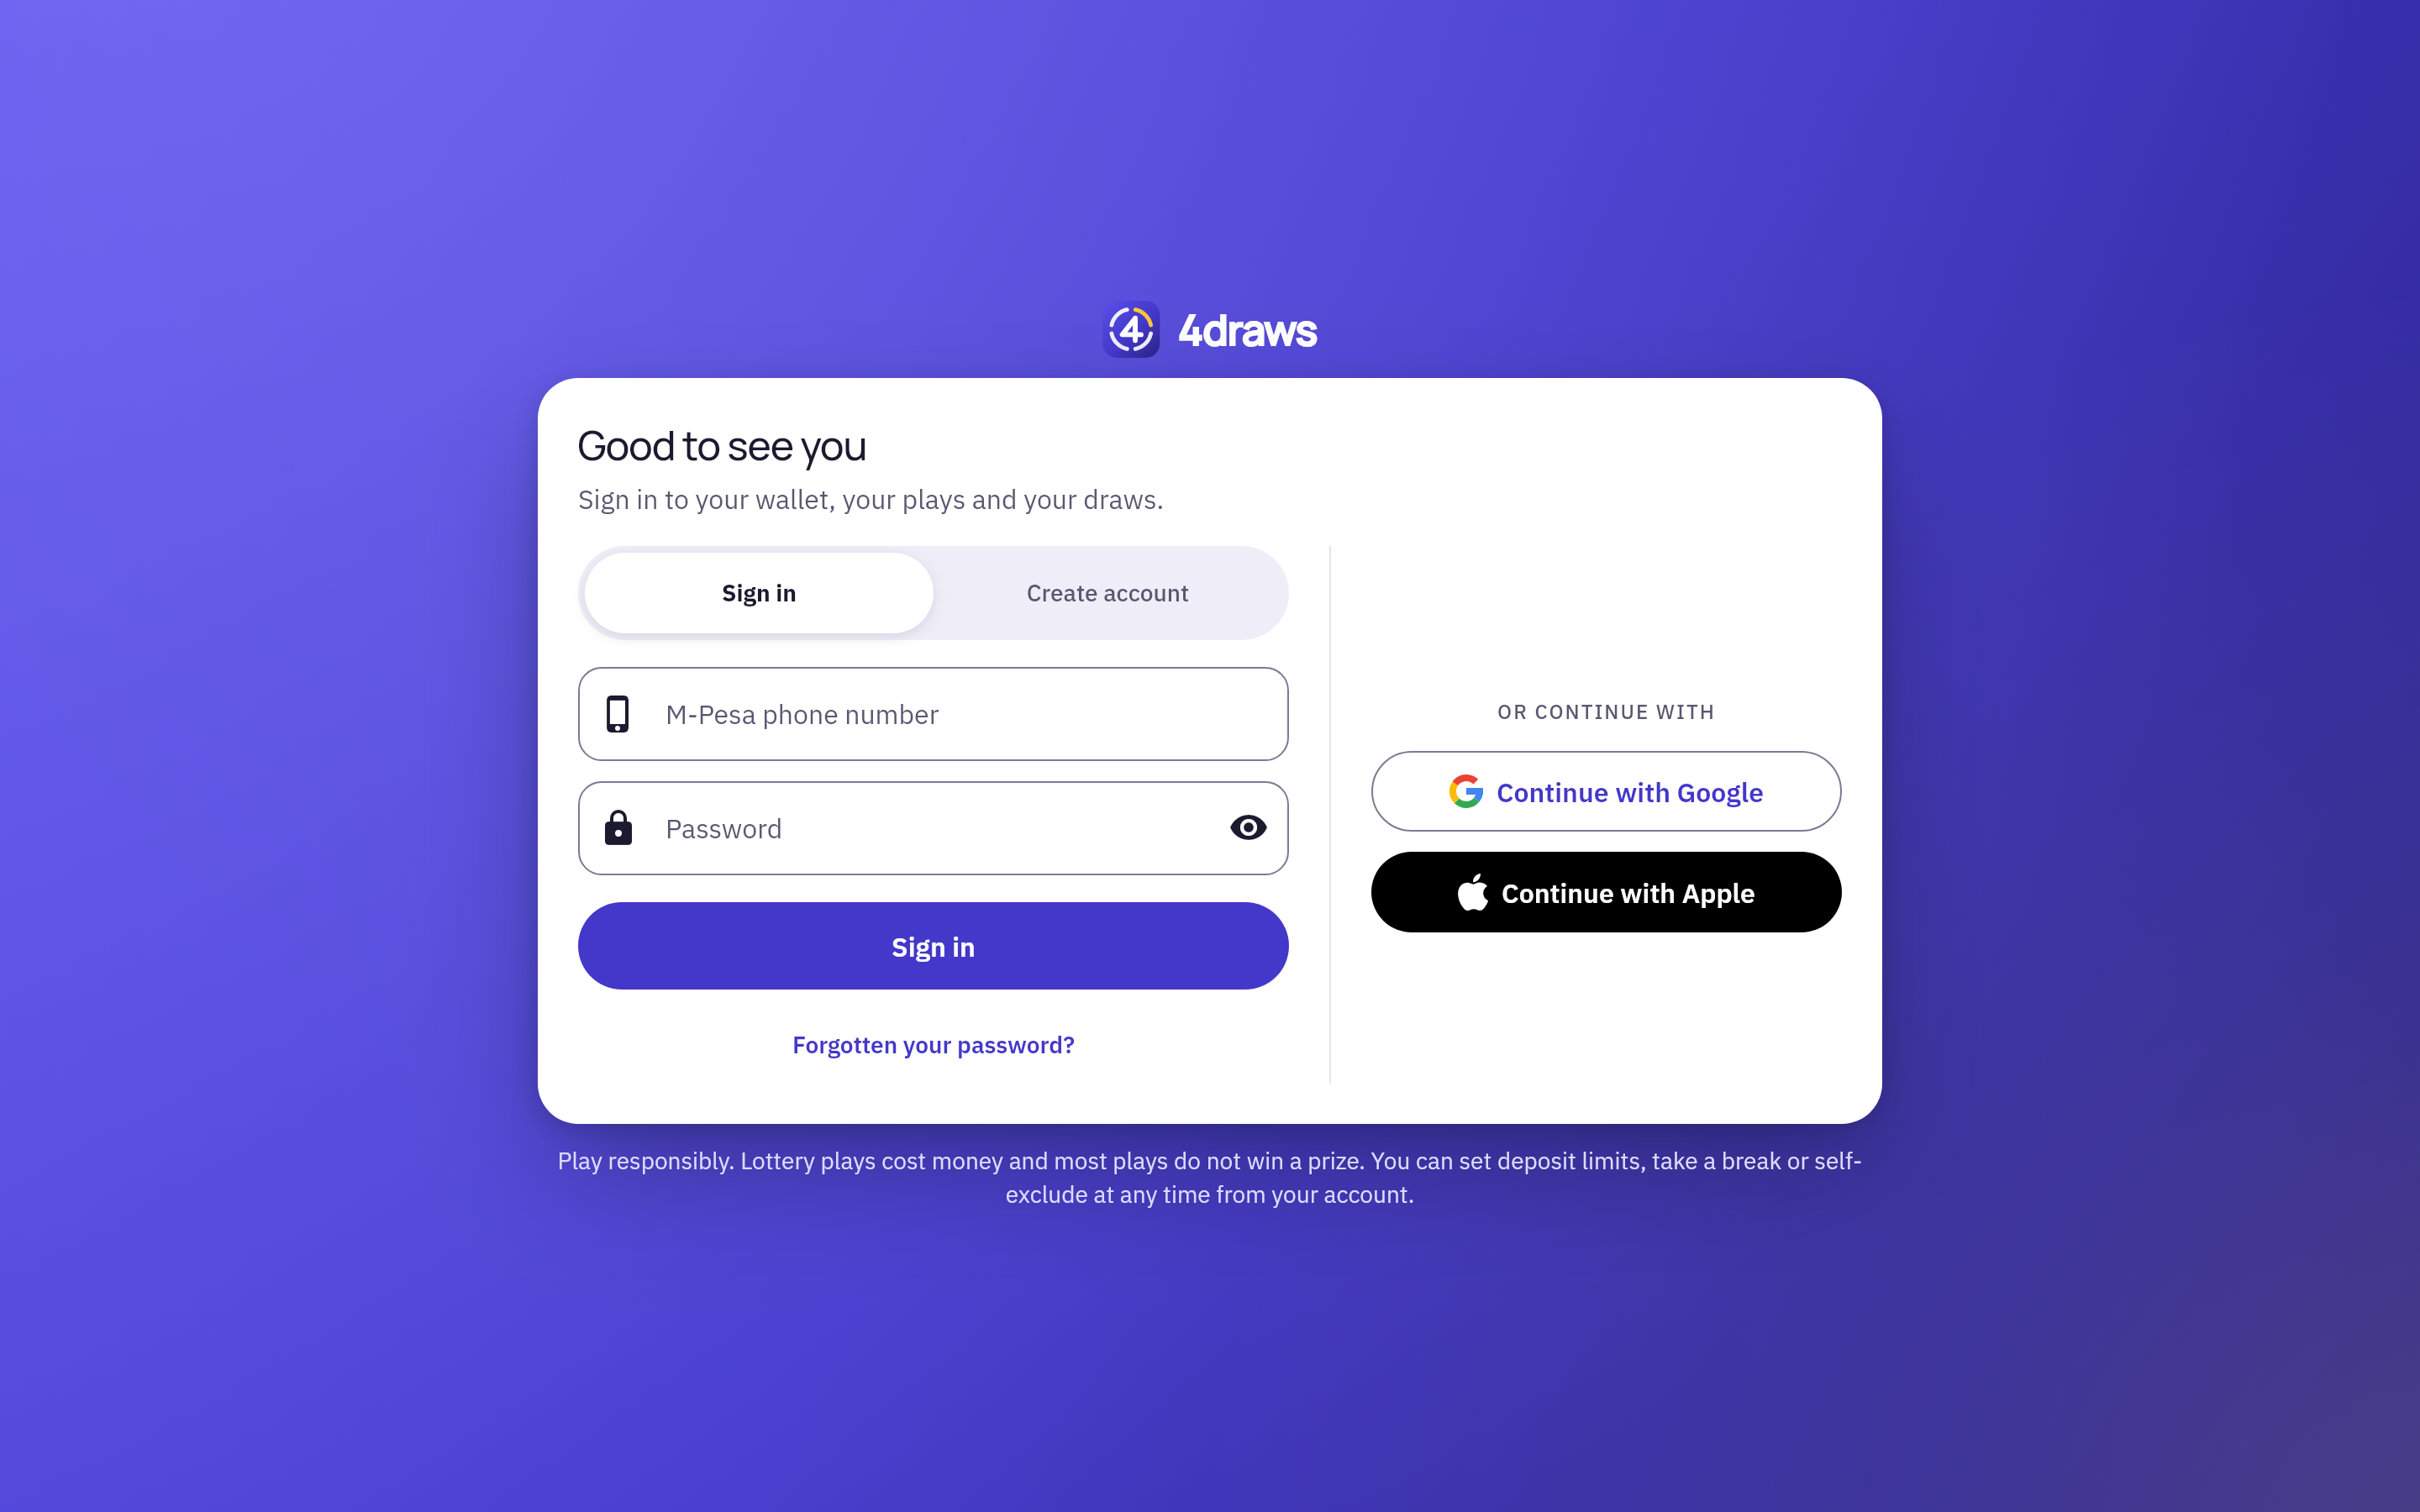 4 4draws
Good to see you
Sign in to your wallet, your plays and your draws.
Sign in
Create account
M-Pesa phone number
Password
Sign in
Forgotten your password?
OR CONTINUE WITH
Continue with Google
Continue with Apple
Play responsibly. Lottery plays cost money and most plays do not win a prize. You can set deposit limits, take a break or self-
exclude at any time from your account.